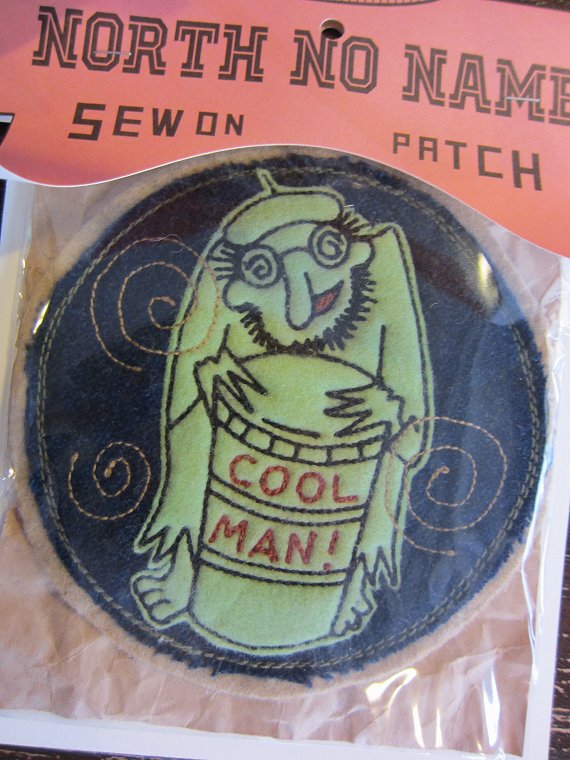 NORTH NO NAME
SEW ON PATCH
COOL
MAN!